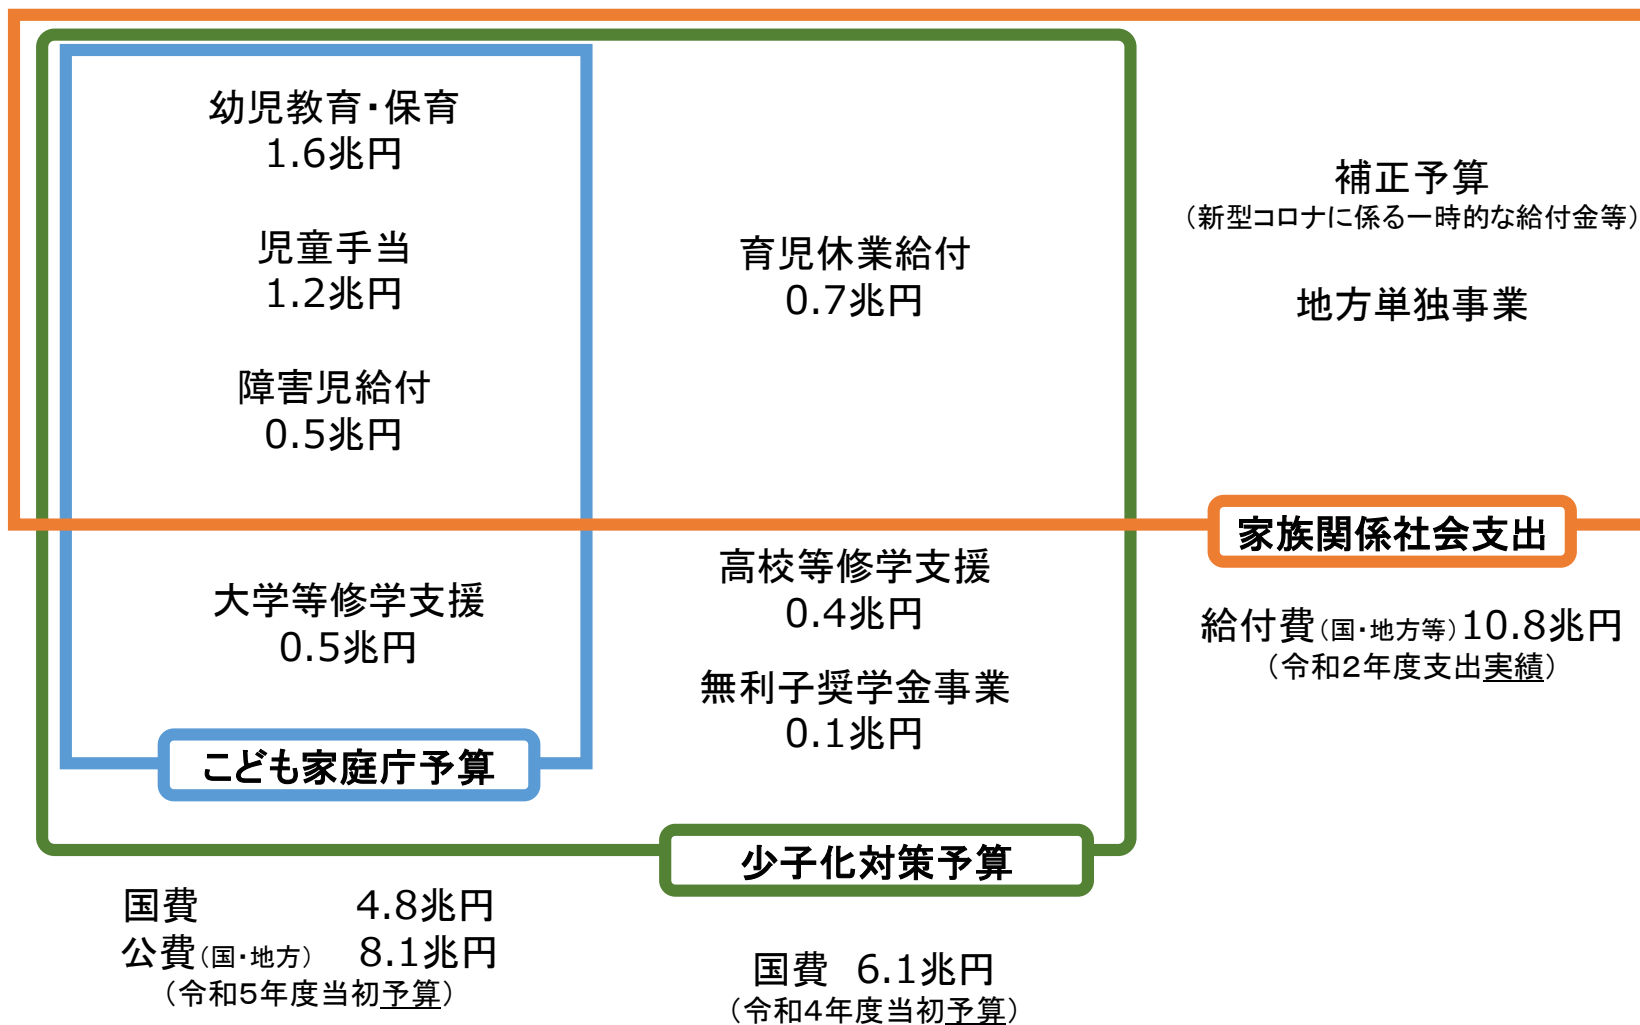 幼児教育・保育
1.6兆円
児童手当
1.2兆円
障害児給付
0.5兆円
育児休業給付
0.7兆円
補正予算
（新型コロナに係る一時的な給付金等）
地方単独事業
家族関係社会支出
給付費（国・地方等）10.8兆円
（令和2年度支出実績）
大学等修学支援
0.5兆円
高校等修学支援
0.4兆円
無利子奨学金事業
0.1兆円
こども家庭庁予算
少子化対策予算
国費 4.8兆円
公費（国・地方） 8.1兆円
（令和5年度当初予算）
国費 6.1兆円
（令和4年度当初予算）